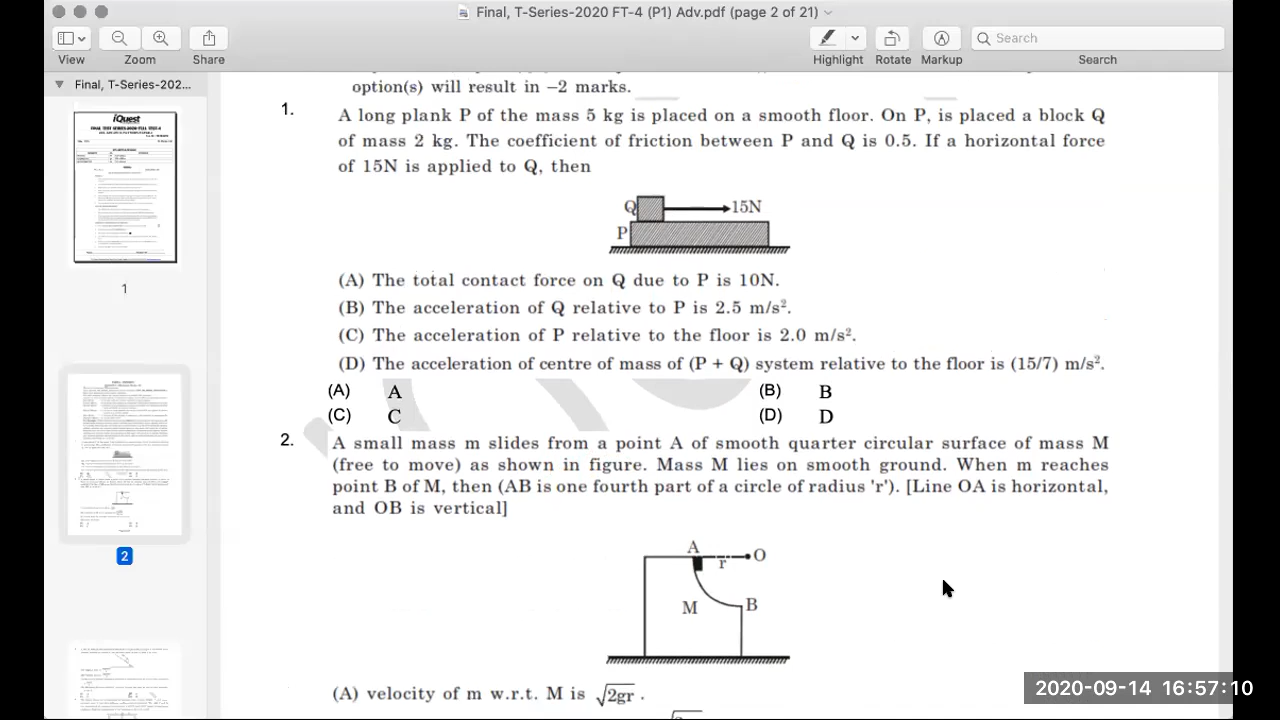 Final, T-Series-2020 FT-4 (P1) Adv.pdf (page 2 of 21)
View
Zoom
Share
Highlight
Rotate
Markup
Search
Search
Final, T-Series-202...
iQuest
1
2
option(s) will result in −2 marks.
1. A long plank P of the mass 5 kg is placed on a smooth floor. On P, is placed a block Q
of mass 2 kg. The coefficient of friction between P and Q is 0.5. If a horizontal force
of 15N is applied to Q, then
Q 15N
P
(A) The total contact force on Q due to P is 10N.
(B) The acceleration of Q relative to P is 2.5 m/s².
(C) The acceleration of P relative to the floor is 2.0 m/s².
(D) The acceleration of centre of mass of (P + Q) system relative to the floor is (15/7) m/s².
(A) A (B) B
(C) C (D) D
2. A small mass m slides from a point A of smooth quarter circular surface of mass M
(free to move) as shown in figure. Mass M lies on smooth ground. When m reaches
point B of M, then (AB is one fourth part of a circle of radius 'r'). [Line OA is horizontal,
and OB is vertical]
A O
r
M B
(A) velocity of m w.r.t. M is √2gr .
2020-09-14 16:57:10